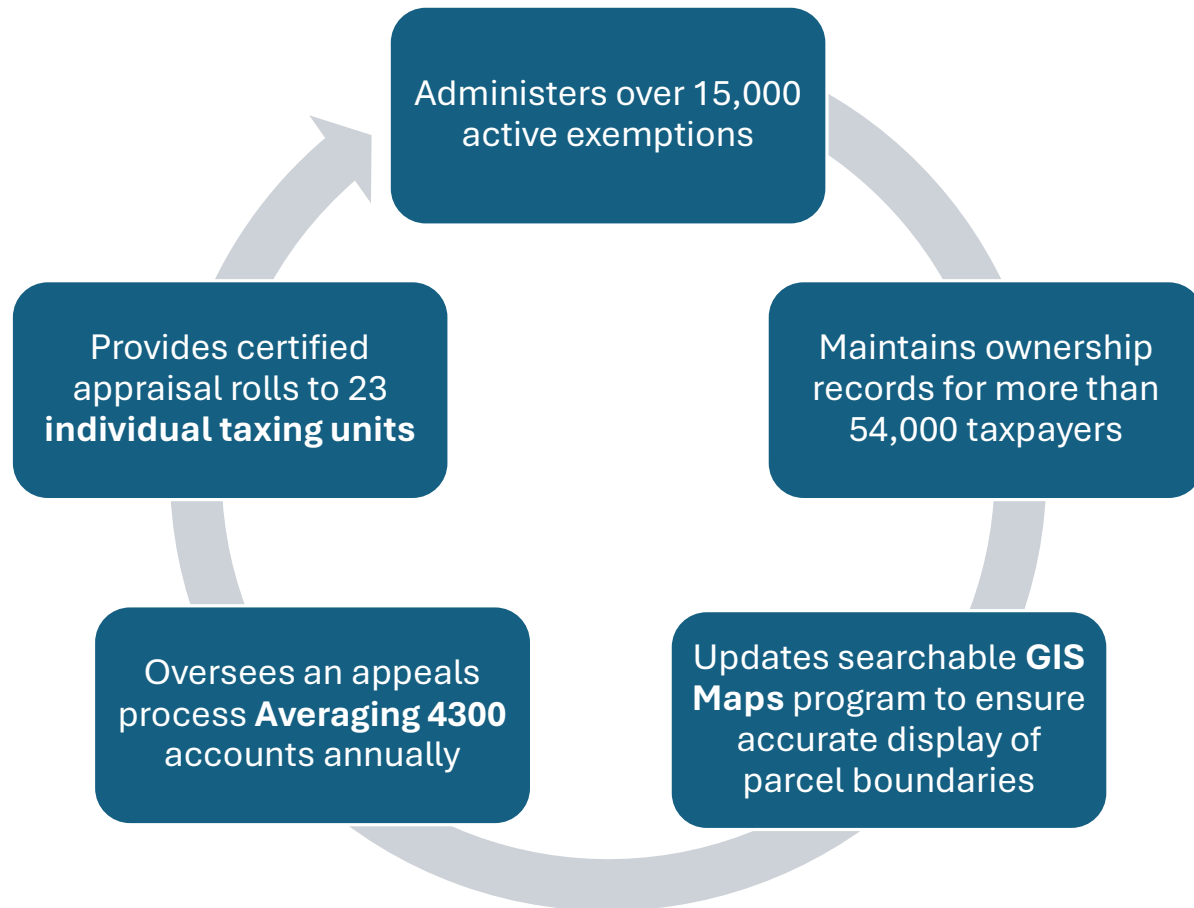 Administers over 15,000
active exemptions
Maintains ownership
records for more than
54,000 taxpayers
Updates searchable GIS
Maps program to ensure
accurate display of
parcel boundaries
Oversees an appeals
process Averaging 4300
accounts annually
Provides certified
appraisal rolls to 23
individual taxing units